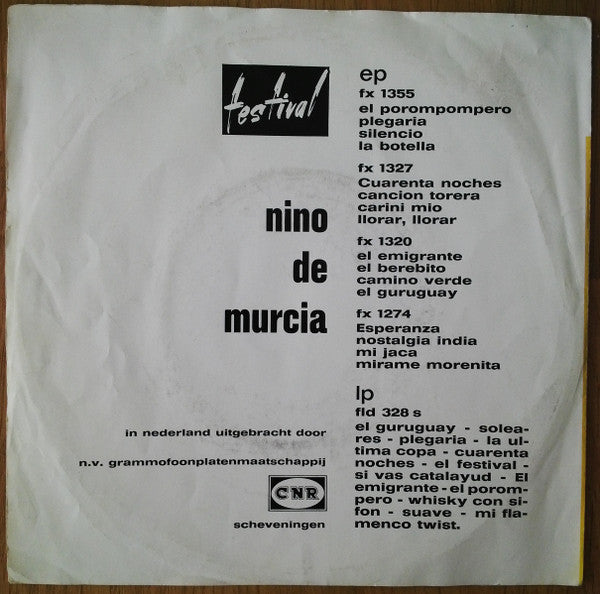 festival
nino
de
murcia
in nederland uitgebracht door
n.v. grammofoonplatenmaatschappij
CNR
scheveningen
ep
fx 1355
el porompompero
plegaria
silencio
la botella
fx 1327
Cuarenta noches
cancion torera
carini mio
llorar, llorar
fx 1320
el emigrante
el berebito
camino verde
el guruguay
fx 1274
Esperanza
nostalgia india
mi jaca
mirame morenita
lp
fld 328 s
el guruguay - solea-
res - plegaria - la ul-
tima copa - cuarenta
noches - el festival -
si vas catalayud - El
emigrante - el porom-
pero - whisky con si-
fon - suave - mi fla-
menco twist.